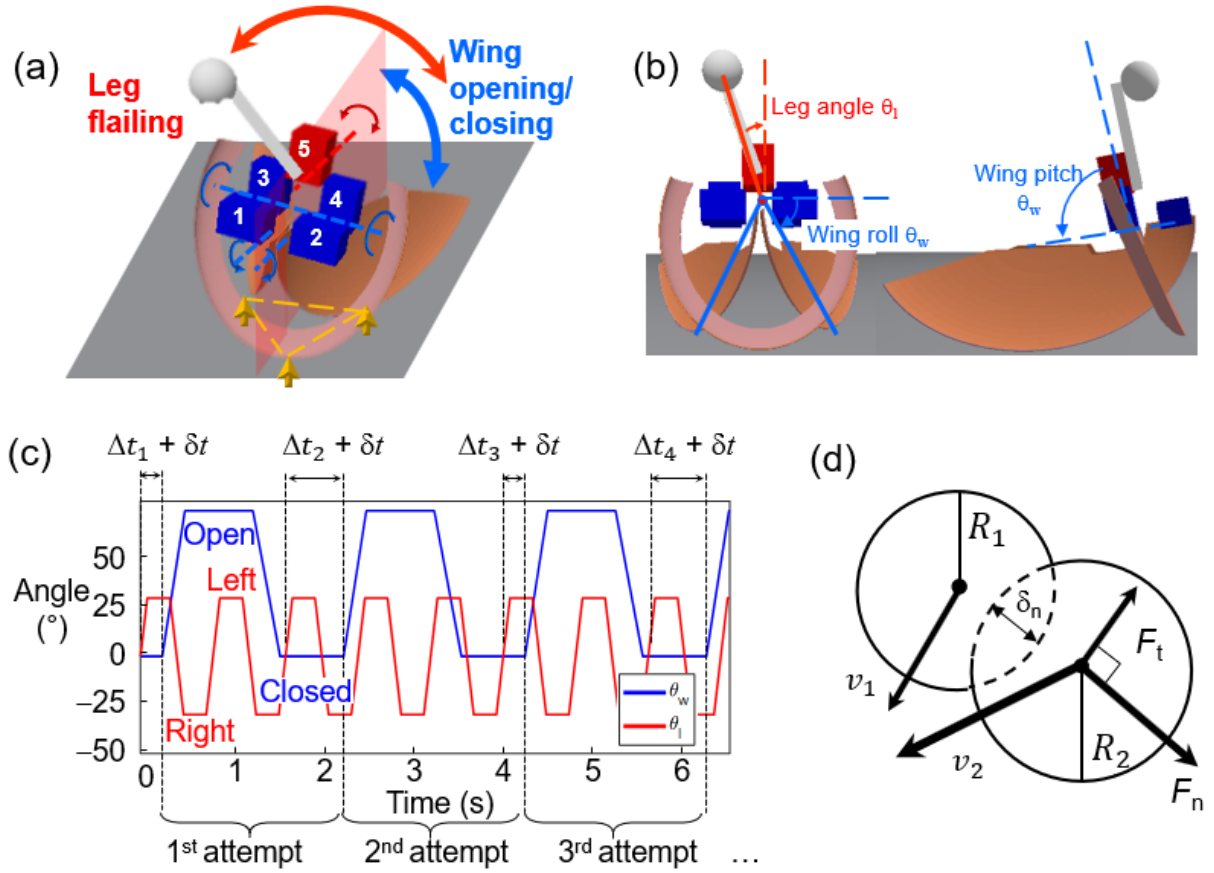 (a)
Leg
flailing
Wing
opening/
closing
5
3
4
1
2
(b)
Leg angle θl
Wing pitch
θw
Wing roll θw
(c)
Δt1 + δt
Δt2 + δt
Δt3 + δt
Δt4 + δt
Angle
(°)
50
25
0
−25
−50
Open
Left
Closed
Right
θw
θl
0 1 2 3 4 5 6
Time (s)
1st attempt
2nd attempt
3rd attempt
...
(d)
R1
δn
Ft
v1
v2
R2
Fn